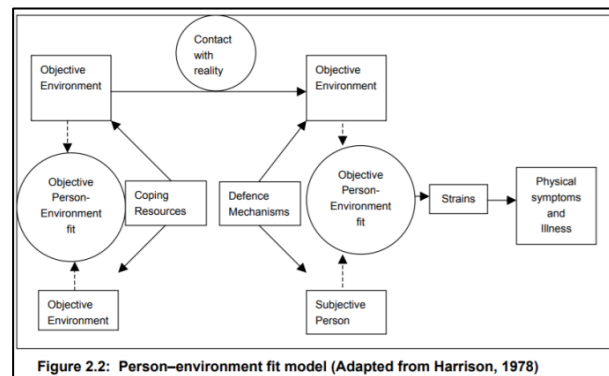 Contact
with
reality
Objective
Environment
Objective
Environment
Objective
Person-
Environment
fit
Coping
Resources
Defence
Mechanisms
Objective
Person-
Environment
fit
Strains
Physical
symptoms
and
Illness
Objective
Environment
Subjective
Person
Figure 2.2: Person–environment fit model (Adapted from Harrison, 1978)